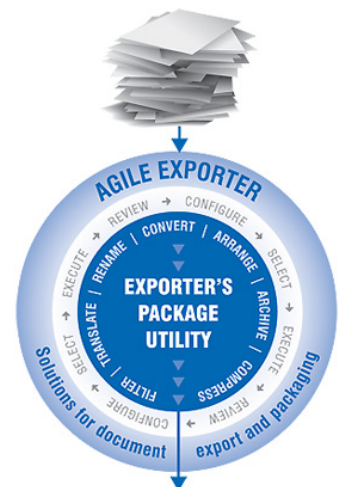 AGILE EXPORTER
REVIEW → CONFIGURE → SELECT → EXECUTE → REVIEW → CONFIGURE → SELECT → EXECUTE →
FILTER | TRANSLATE | RENAME | CONVERT | ARRANGE | ARCHIVE | COMPRESS
EXPORTER'S
PACKAGE
UTILITY
Solutions for document export and packaging